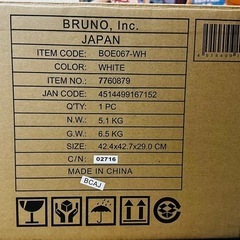 BRUNO, Inc.
JAPAN
ITEM CODE: BOE067-WH
COLOR: WHITE
ITEM: 7760879
JAN CODE: 4514499167152
Q'TY: 1 PC
N.W.: 5.1 KG
G.W.: 6.5 KG
SIZE: 42.4x42.7x29.0 CM
C/N: 02716
MADE IN CHINA
BCAJ